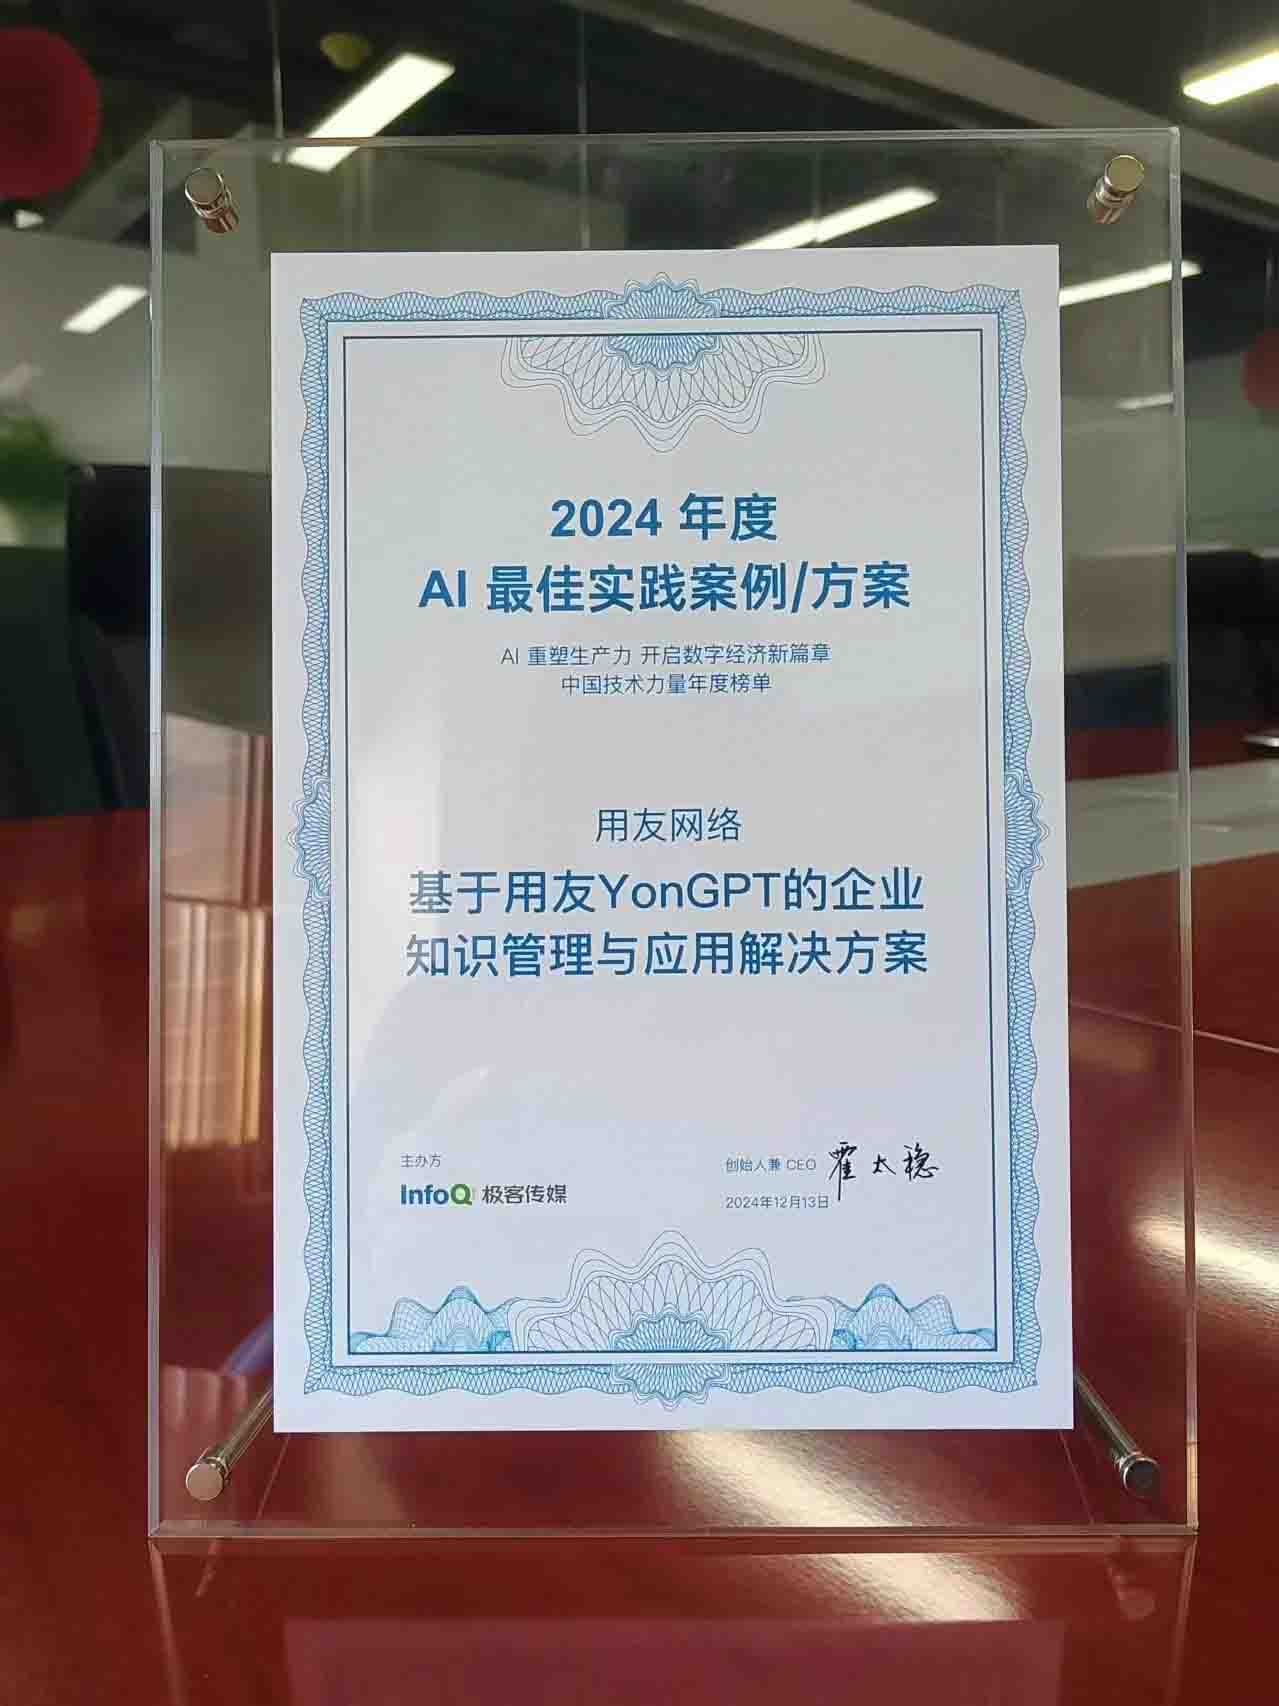 2024 年度
AI 最佳实践案例/方案
AI 重塑生产力 开启数字经济新篇章
中国技术力量年度榜单
用友网络
基于用友YonGPT的企业
知识管理与应用解决方案
主办方
InfoQ 极客传媒
创始人兼 CEO 霍太稳
2024年12月13日